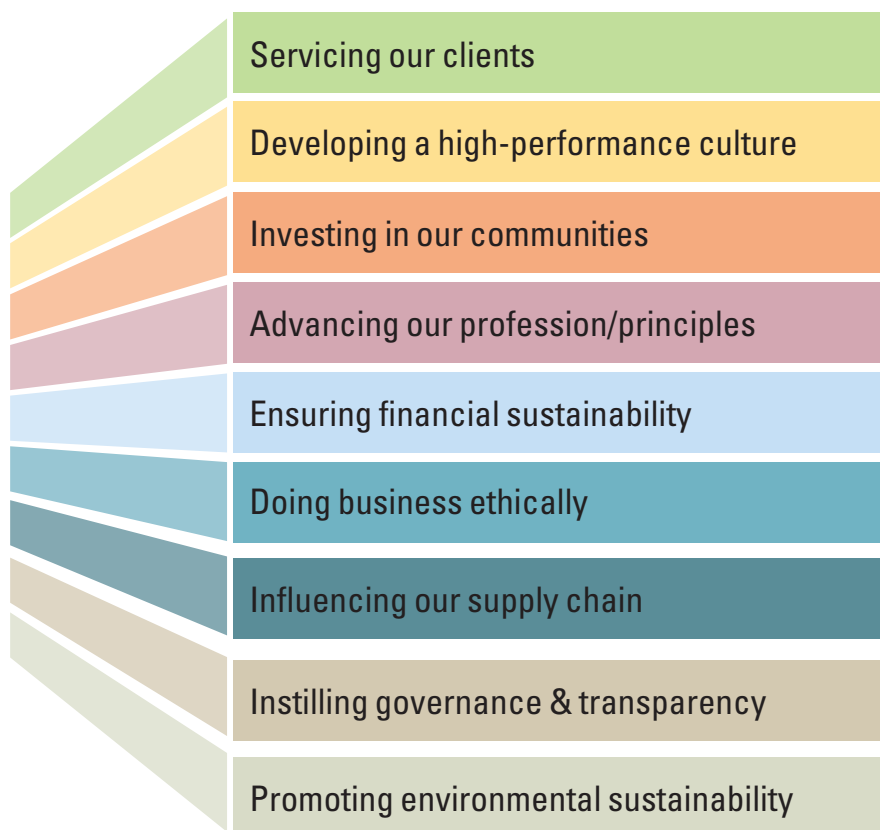 Servicing our clients
Developing a high-performance culture
Investing in our communities
Advancing our profession/principles
Ensuring financial sustainability
Doing business ethically
Influencing our supply chain
Instilling governance & transparency
Promoting environmental sustainability